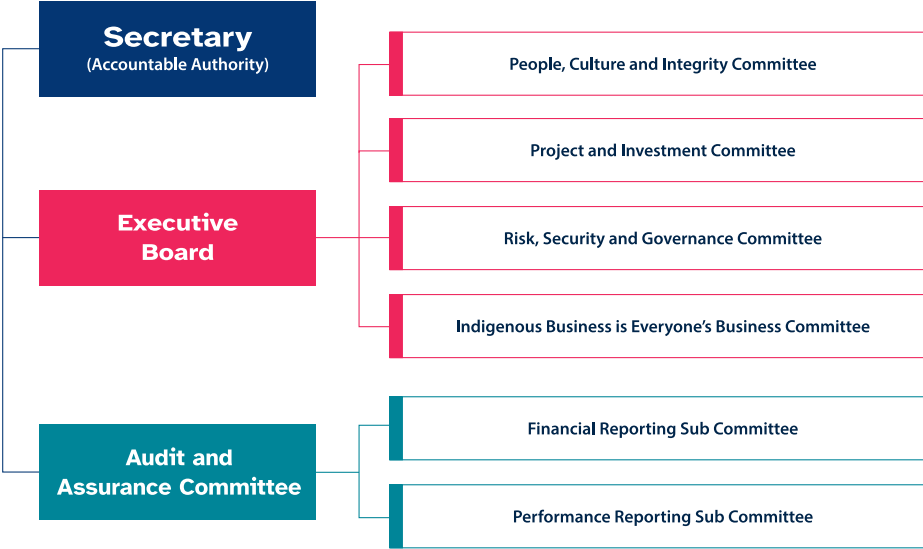 Secretary
(Accountable Authority)
People, Culture and Integrity Committee
Project and Investment Committee
Executive
Board
Risk, Security and Governance Committee
Indigenous Business is Everyone’s Business Committee
Audit and
Assurance Committee
Financial Reporting Sub Committee
Performance Reporting Sub Committee